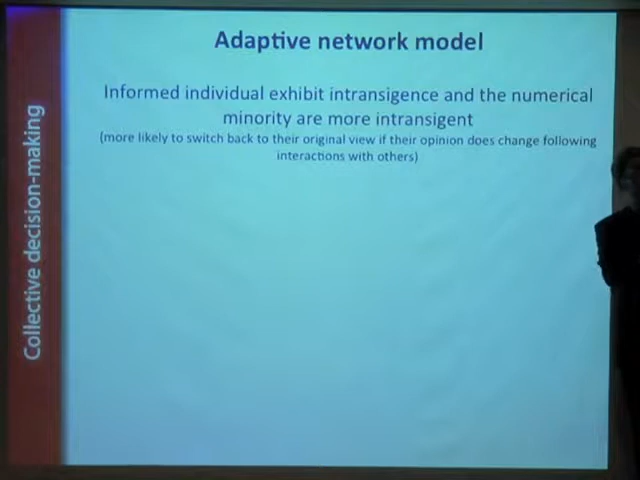 Adaptive network model
Informed individual exhibit intransigence and the numerical
minority are more intransigent
(more likely to switch back to their original view if their opinion does change following
interactions with others)
Collective decision-making